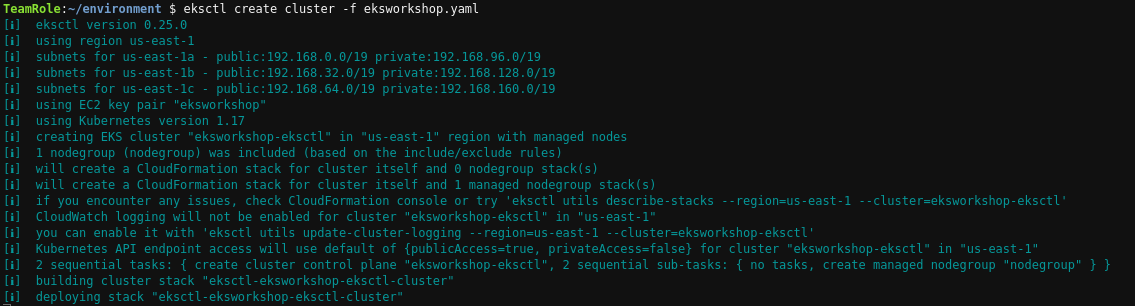 TeamRole:~/environment $ eksctl create cluster -f eksworkshop.yaml
[ℹ]  eksctl version 0.25.0
[ℹ]  using region us-east-1
[ℹ]  subnets for us-east-1a - public:192.168.0.0/19 private:192.168.96.0/19
[ℹ]  subnets for us-east-1b - public:192.168.32.0/19 private:192.168.128.0/19
[ℹ]  subnets for us-east-1c - public:192.168.64.0/19 private:192.168.160.0/19
[ℹ]  using EC2 key pair "eksworkshop"
[ℹ]  using Kubernetes version 1.17
[ℹ]  creating EKS cluster "eksworkshop-eksctl" in "us-east-1" region with managed nodes
[ℹ]  1 nodegroup (nodegroup) was included (based on the include/exclude rules)
[ℹ]  will create a CloudFormation stack for cluster itself and 0 nodegroup stack(s)
[ℹ]  will create a CloudFormation stack for cluster itself and 1 managed nodegroup stack(s)
[ℹ]  if you encounter any issues, check CloudFormation console or try 'eksctl utils describe-stacks --region=us-east-1 --cluster=eksworkshop-eksctl'
[ℹ]  CloudWatch logging will not be enabled for cluster "eksworkshop-eksctl" in "us-east-1"
[ℹ]  you can enable it with 'eksctl utils update-cluster-logging --region=us-east-1 --cluster=eksworkshop-eksctl'
[ℹ]  Kubernetes API endpoint access will use default of {publicAccess=true, privateAccess=false} for cluster "eksworkshop-eksctl" in "us-east-1"
[ℹ]  2 sequential tasks: { create cluster control plane "eksworkshop-eksctl", 2 sequential sub-tasks: { no tasks, create managed nodegroup "nodegroup" } }
[ℹ]  building cluster stack "eksctl-eksworkshop-eksctl-cluster"
[ℹ]  deploying stack "eksctl-eksworkshop-eksctl-cluster"